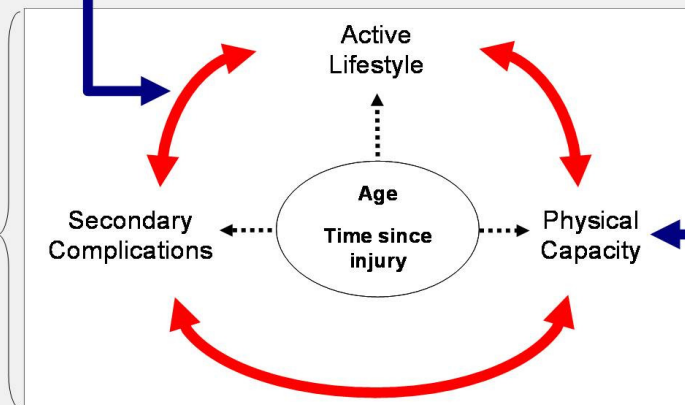 Active
Lifestyle
Age
Time since
injury
Secondary
Complications
Physical
Capacity